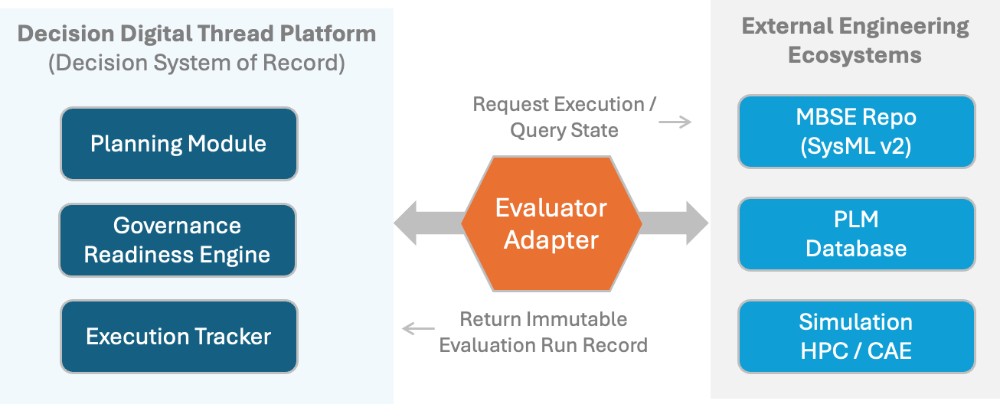 Decision Digital Thread Platform
(Decision System of Record)
Planning Module
Governance
Readiness Engine
Execution Tracker
Request Execution /
Query State
Evaluator
Adapter
Return Immutable
Evaluation Run Record
External Engineering
Ecosystems
MBSE Repo
(SysML v2)
PLM
Database
Simulation
HPC / CAE